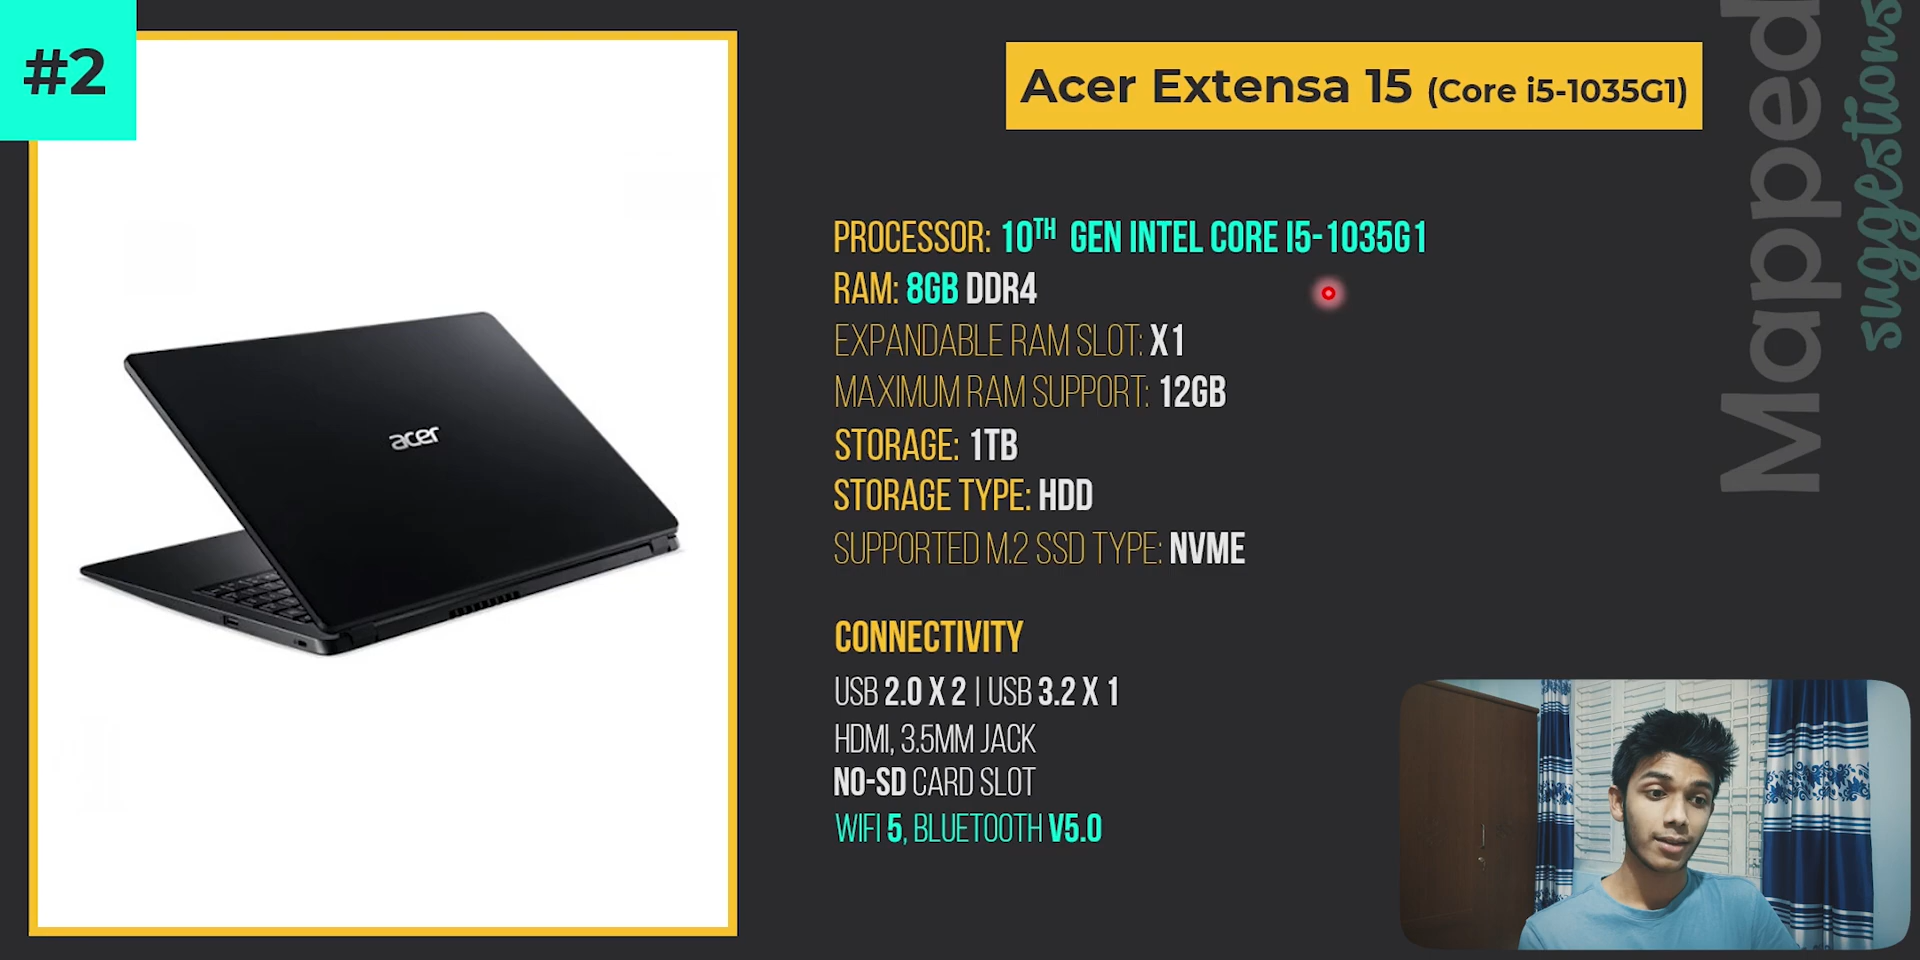 #2
Acer Extensa 15 (Core i5-1035G1)
Mapped
suggestions
acer
PROCESSOR: 10TH GEN INTEL CORE I5-1035G1
RAM: 8GB DDR4
EXPANDABLE RAM SLOT: X1
MAXIMUM RAM SUPPORT: 12GB
STORAGE: 1TB
STORAGE TYPE: HDD
SUPPORTED M.2 SSD TYPE: NVME
CONNECTIVITY
USB 2.0 X 2 | USB 3.2 X 1
HDMI, 3.5MM JACK
NO-SD CARD SLOT
WIFI 5, BLUETOOTH V5.0